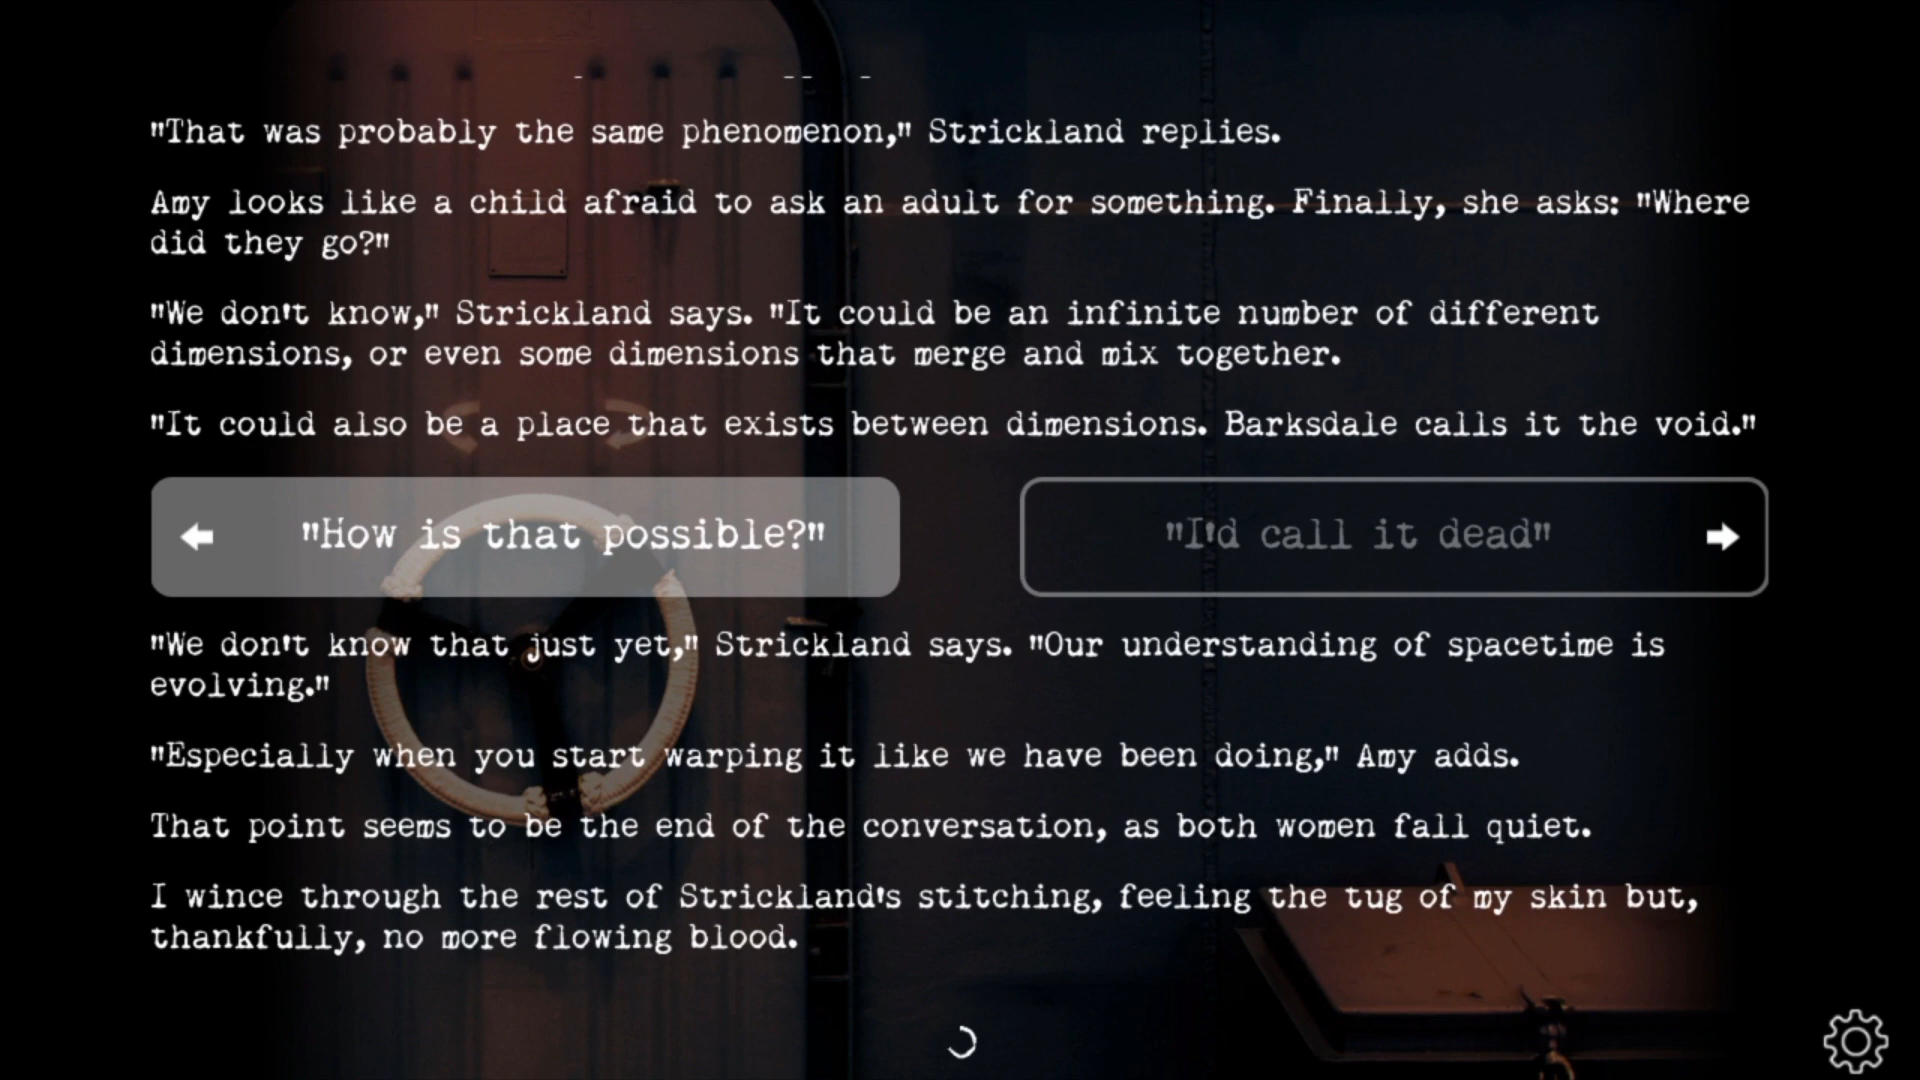 "That was probably the same phenomenon," Strickland replies.
Amy looks like a child afraid to ask an adult for something. Finally, she asks: "Where
did they go?"
"We don't know," Strickland says. "It could be an infinite number of different
dimensions, or even some dimensions that merge and mix together.
"It could also be a place that exists between dimensions. Barksdale calls it the void."
"How is that possible?"
"I'd call it dead"
"We don't know that just yet," Strickland says. "Our understanding of spacetime is
evolving."
"Especially when you start warping it like we have been doing," Amy adds.
That point seems to be the end of the conversation, as both women fall quiet.
I wince through the rest of Strickland's stitching, feeling the tug of my skin but,
thankfully, no more flowing blood.